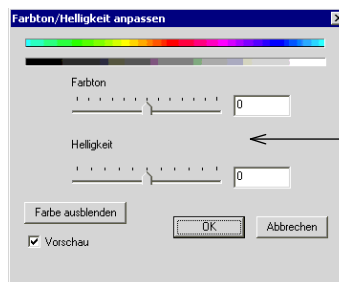 Farbton/Helligkeit anpassen
Farbton
0
Helligkeit
0
Farbe ausblenden
OK
Abbrechen
Vorschau